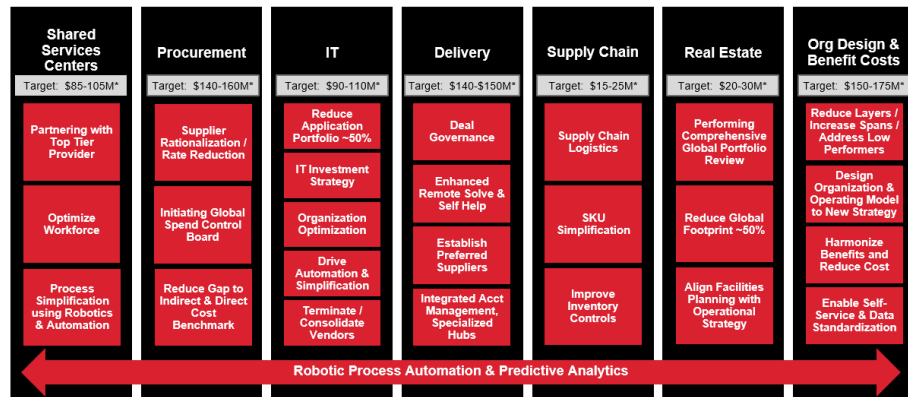 Shared
Services
Centers
Target: $85-105M*
Partnering with
Top Tier
Provider
Optimize
Workforce
Process
Simplification
using Robotics
& Automation
Procurement
Target: $140-160M*
Supplier
Rationalization /
Rate Reduction
Initiating Global
Spend Control
Board
Reduce Gap to
Indirect & Direct
Cost
Benchmark
IT
Target: $90-110M*
Reduce
Application
Portfolio ~50%
IT Investment
Strategy
Organization
Optimization
Drive
Automation &
Simplification
Terminate /
Consolidate
Vendors
Delivery
Target: $140-$150M*
Deal
Governance
Enhanced
Remote Solve &
Self Help
Establish
Preferred
Suppliers
Integrated Acct
Management,
Specialized
Hubs
Supply Chain
Target: $15-25M*
Supply Chain
Logistics
SKU
Simplification
Improve
Inventory
Controls
Real Estate
Target: $20-30M*
Performing
Comprehensive
Global Portfolio
Review
Reduce Global
Footprint ~50%
Align Facilities
Planning with
Operational
Strategy
Org Design &
Benefit Costs
Target: $150-175M*
Reduce Layers /
Increase Spans /
Address Low
Performers
Design
Organization &
Operating Model
to New Strategy
Harmonize
Benefits and
Reduce Cost
Enable Self-
Service & Data
Standardization
Robotic Process Automation & Predictive Analytics